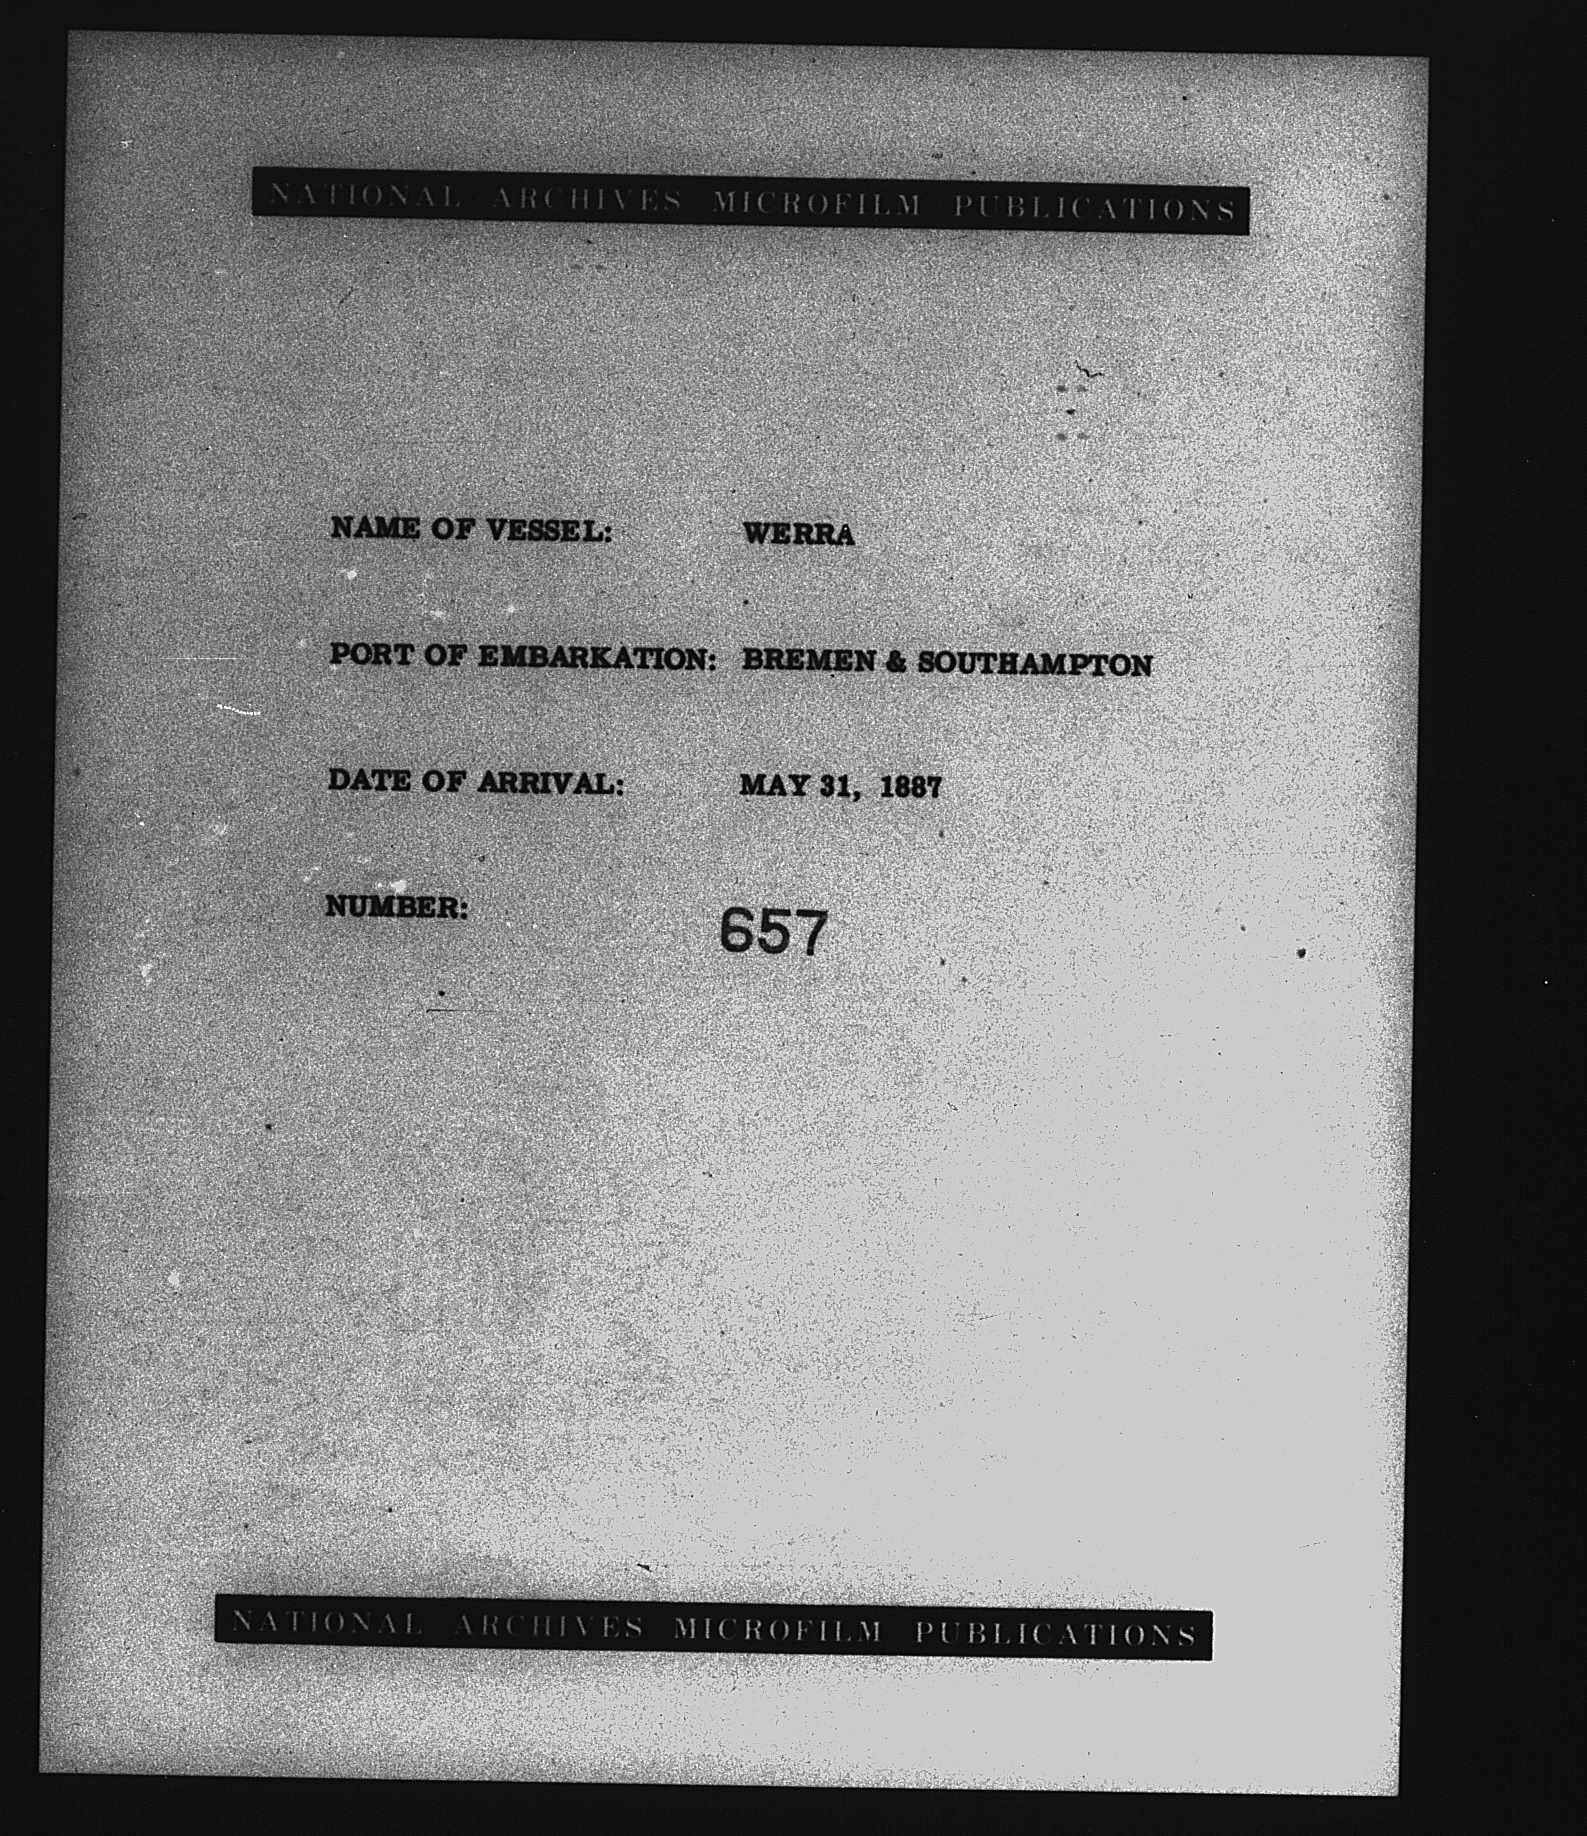 NATIONAL ARCHIVES MICROFILM PUBLICATIONS
NAME OF VESSEL: WERRA
PORT OF EMBARKATION: BREMEN & SOUTHAMPTON
DATE OF ARRIVAL: MAY 31, 1887
NUMBER: 657
NATIONAL ARCHIVES MICROFILM PUBLICATIONS